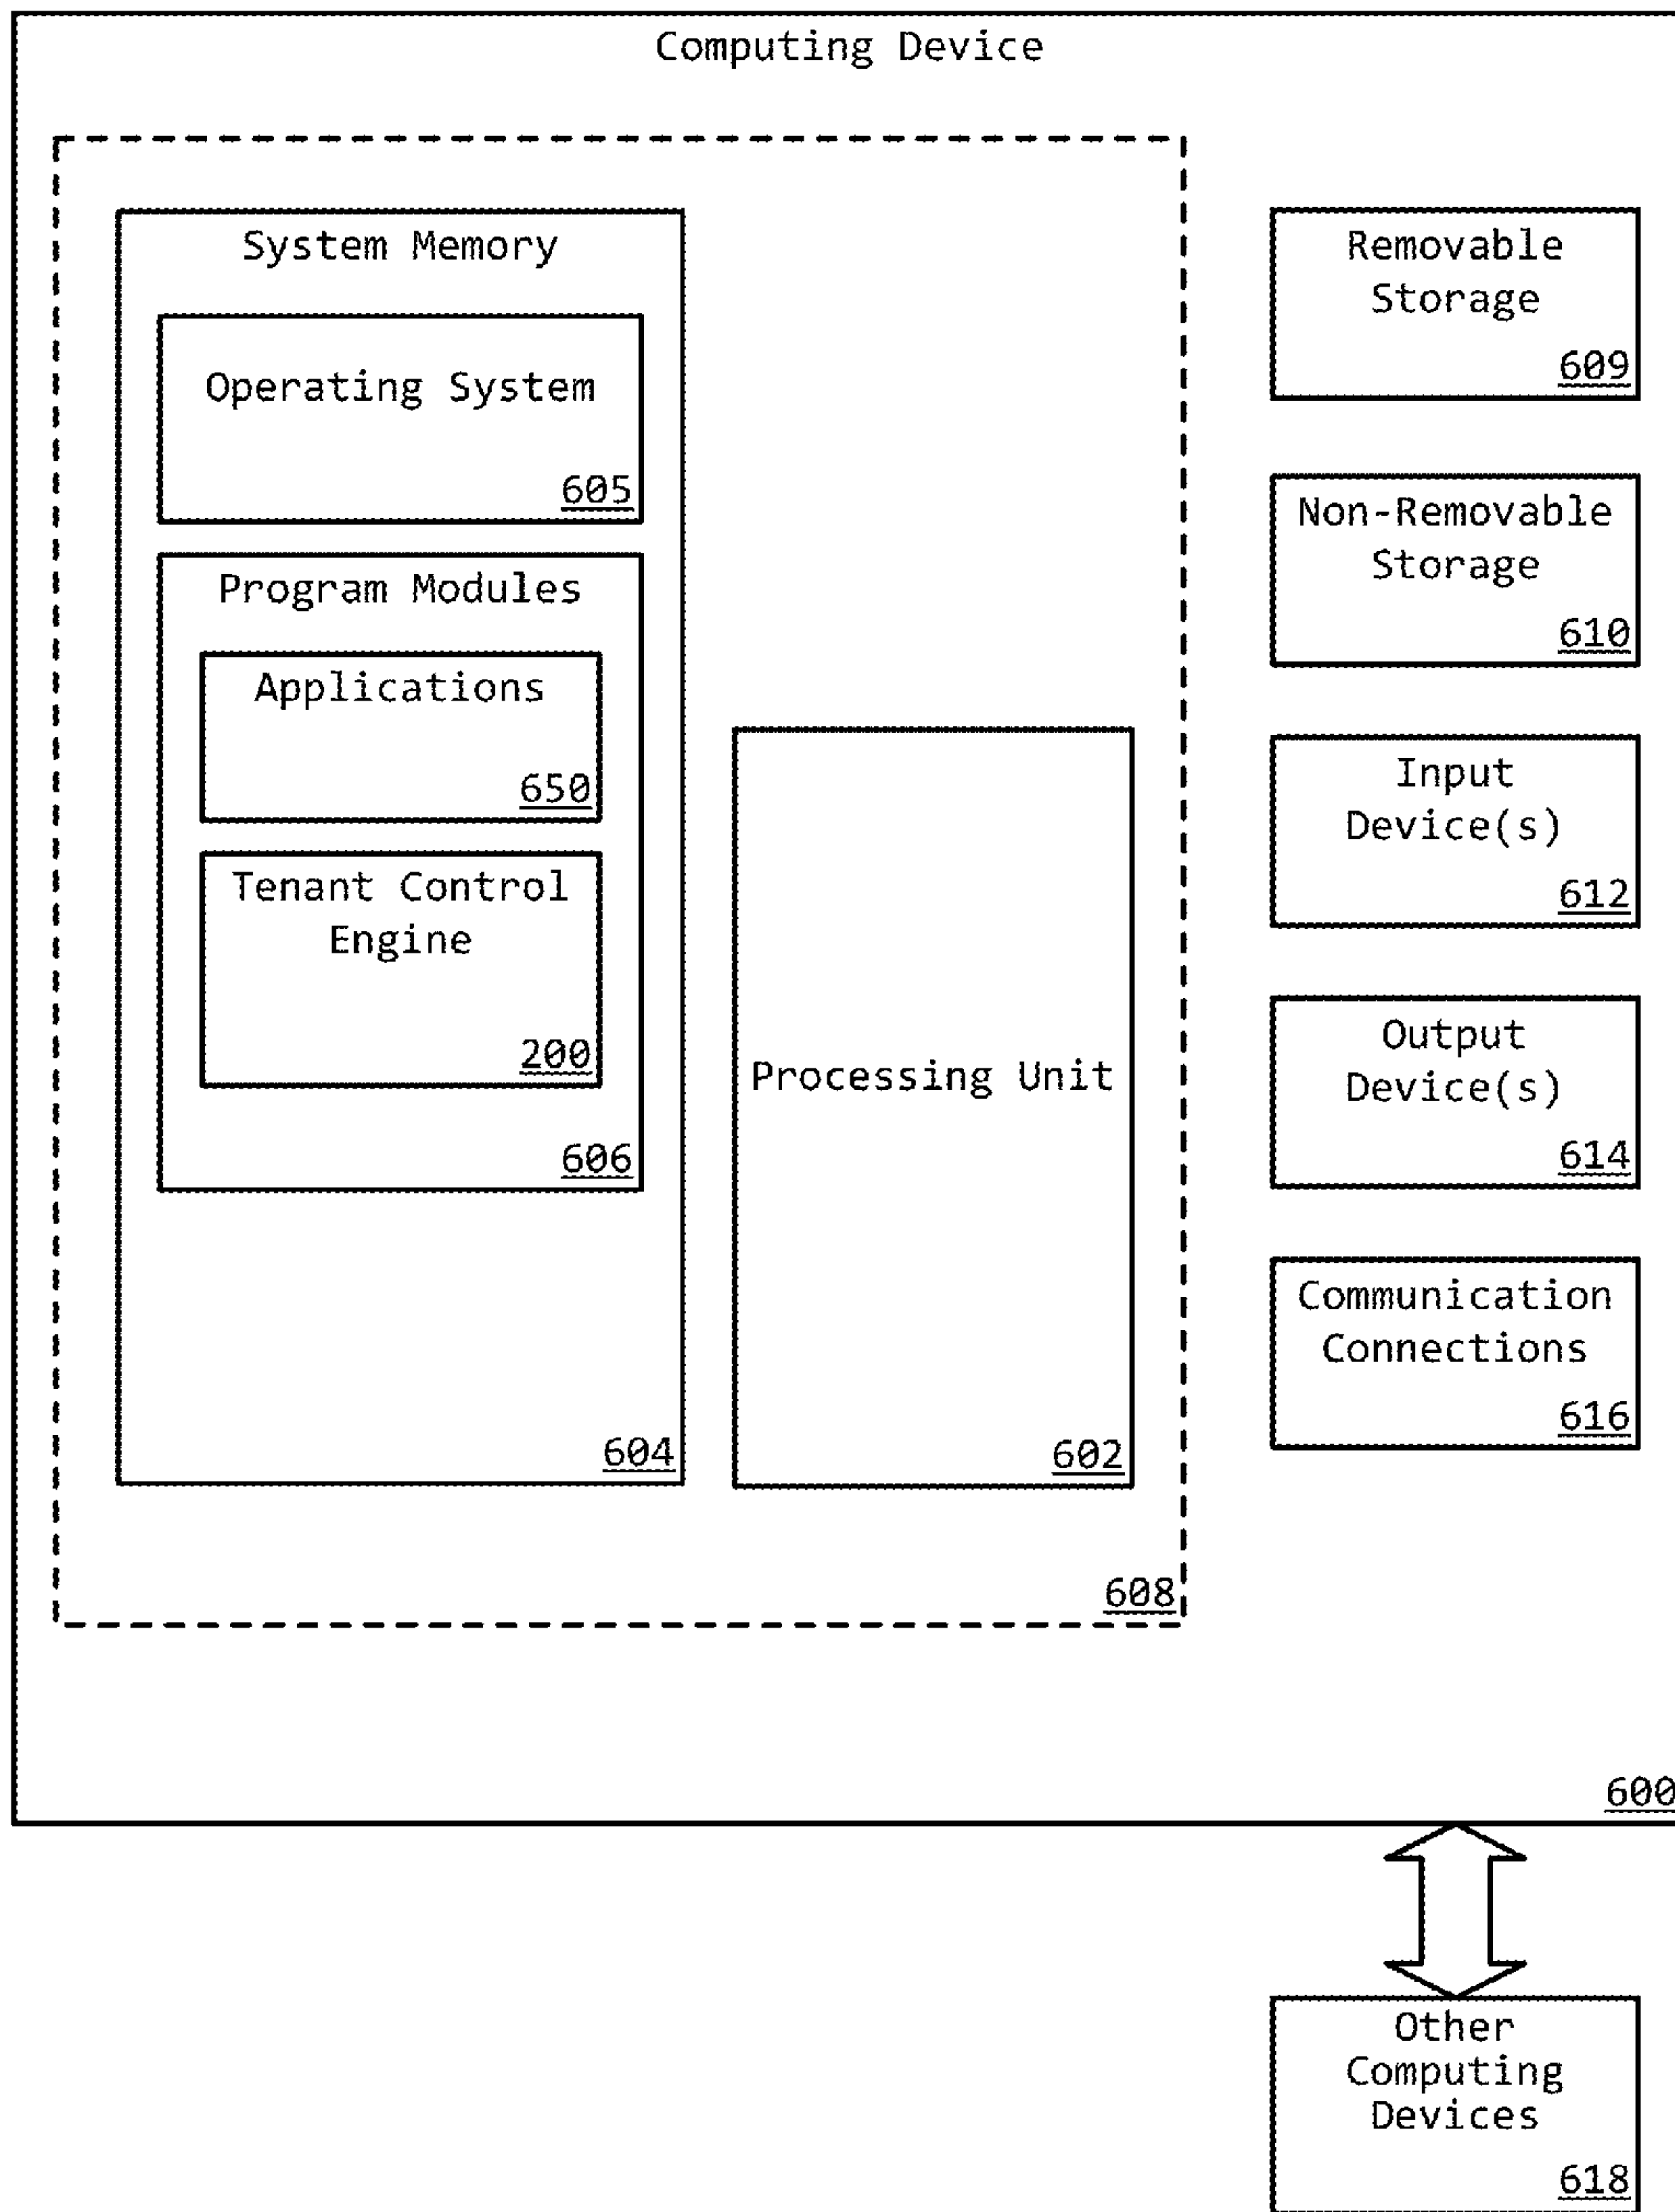 Computing Device
System Memory
Operating System
605
Program Modules
Applications
650
Tenant Control
Engine
200
606
604
Processing Unit
602
608
Removable
Storage
609
Non-Removable
Storage
610
Input
Device(s)
612
Output
Device(s)
614
Communication
Connections
616
600
Other
Computing
Devices
618